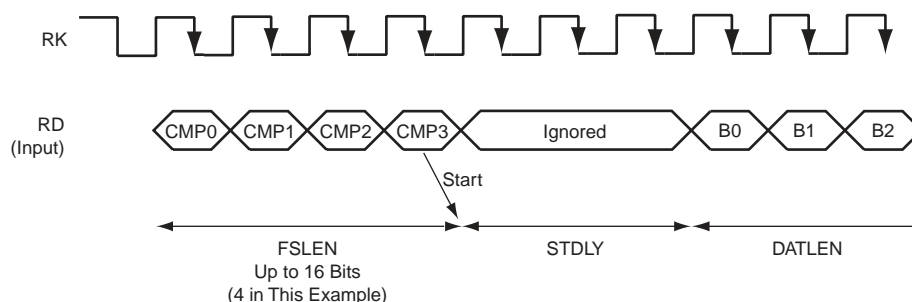 RK
RD
(Input)
CMP0 CMP1 CMP2 CMP3 Ignored B0 B1 B2
Start
FSLEN
Up to 16 Bits
(4 in This Example)
STDLY
DATLEN